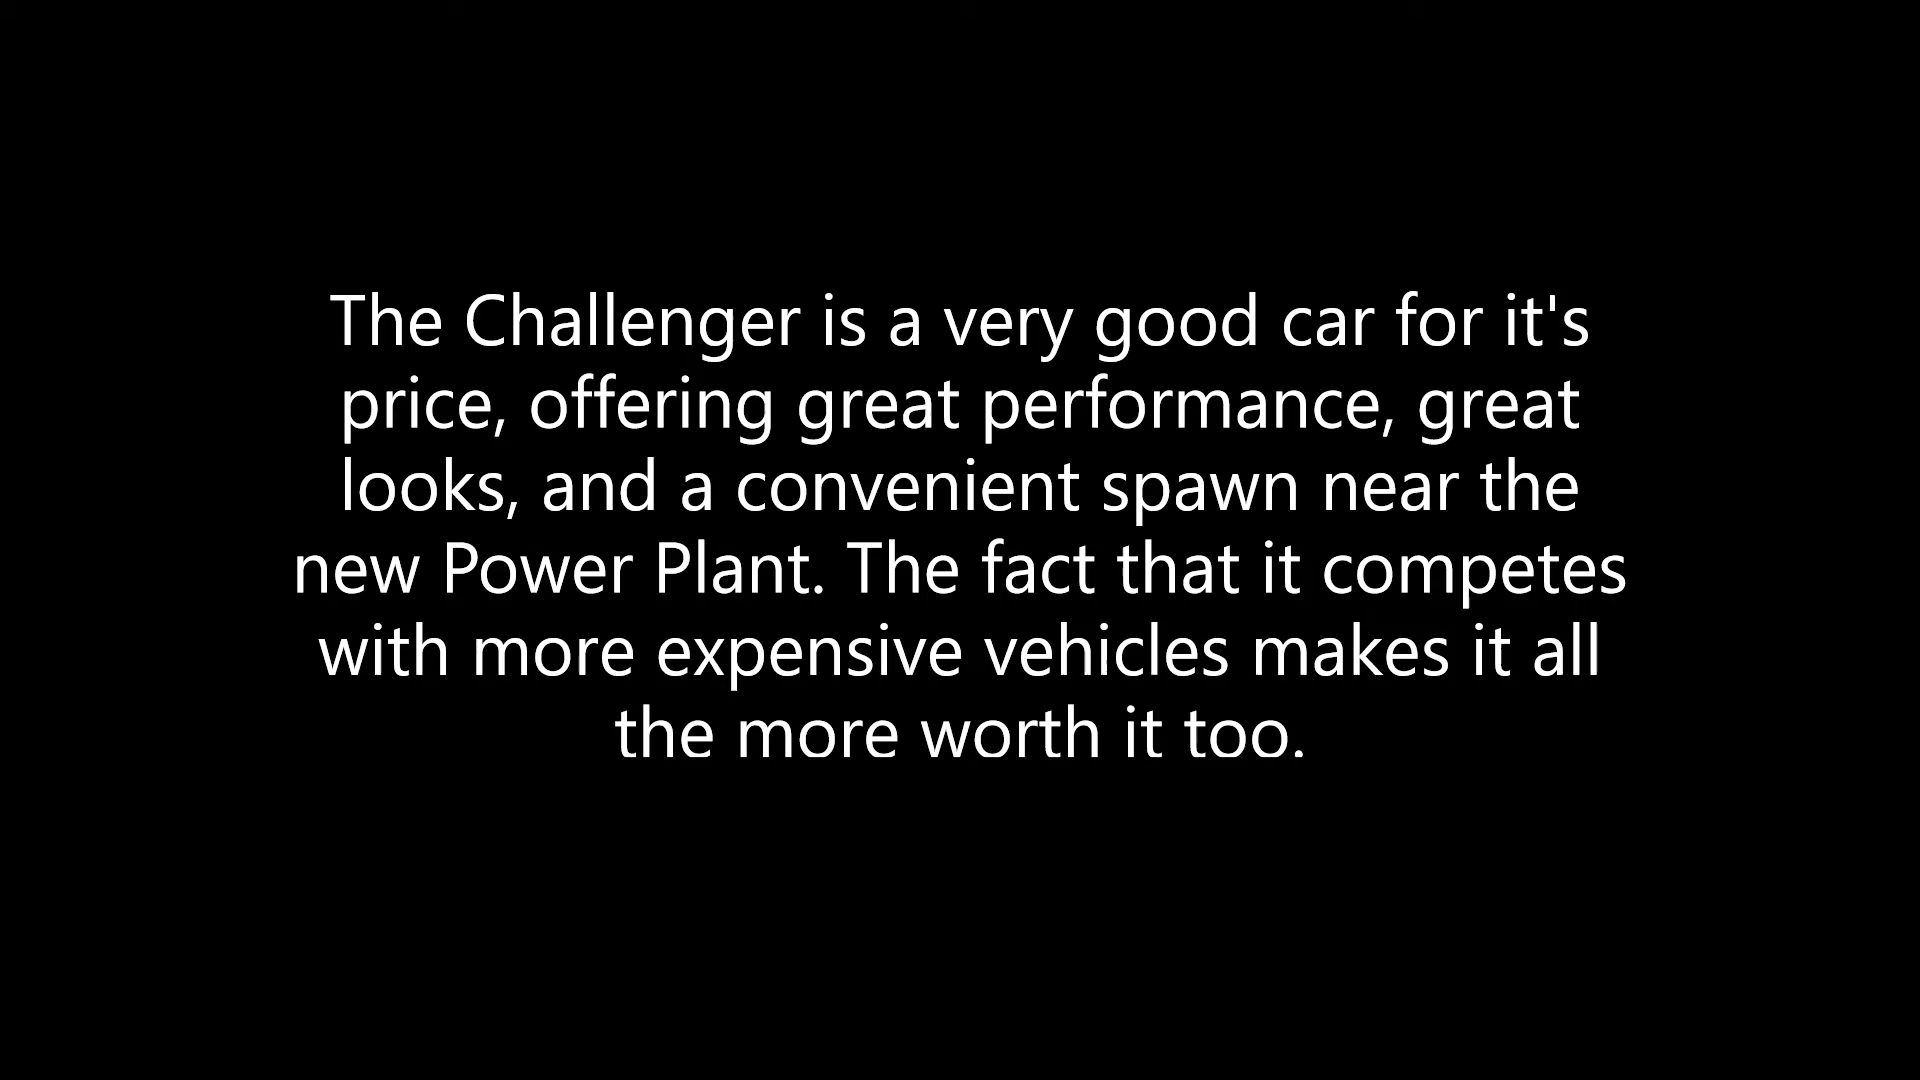 The Challenger is a very good car for it's
price, offering great performance, great
looks, and a convenient spawn near the
new Power Plant. The fact that it competes
with more expensive vehicles makes it all
the more worth it too.